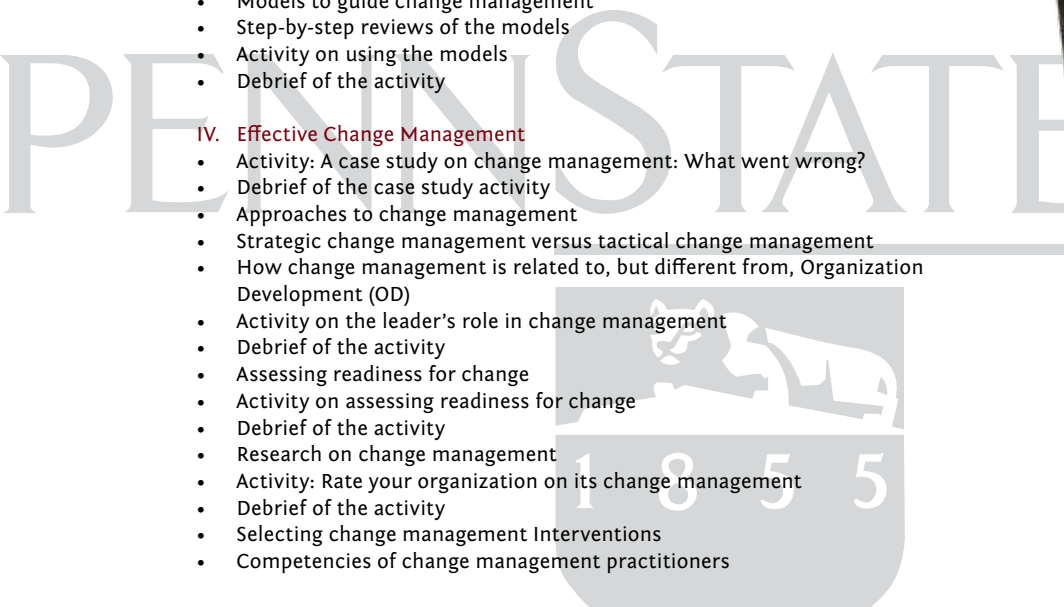 • Models to guide change management
• Step-by-step reviews of the models
• Activity on using the models
• Debrief of the activity
PENNSTATE
IV. Effective Change Management
• Activity: A case study on change management: What went wrong?
• Debrief of the case study activity
• Approaches to change management
• Strategic change management versus tactical change management
• How change management is related to, but different from, Organization
Development (OD)
• Activity on the leader’s role in change management
• Debrief of the activity
• Assessing readiness for change
• Activity on assessing readiness for change
• Debrief of the activity
• Research on change management
• Activity: Rate your organization on its change management
1 8 5 5
• Debrief of the activity
• Selecting change management Interventions
• Competencies of change management practitioners